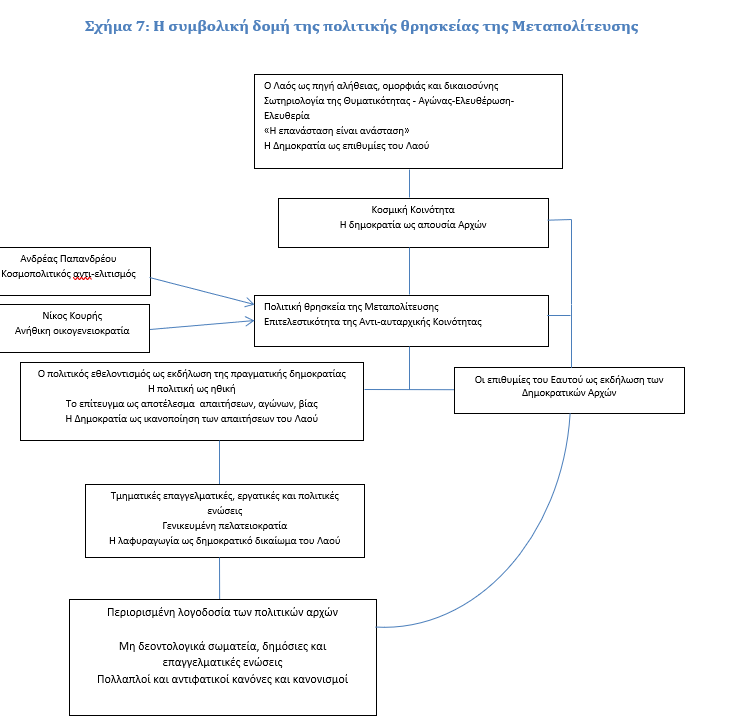 Σχήμα 7: Η συμβολική δομή της πολιτικής θρησκείας της Μεταπολίτευσης
Ο Λαός ως πηγή αλήθειας, ομορφιάς και δικαιοσύνης
Σωτηριολογία της Θυματικότητας - Αγώνας-Ελευθέρωση-
Ελευθερία
«Η επανάσταση είναι ανάσταση»
Η Δημοκρατία ως επιθυμίες του Λαού
Κοσμική Κοινότητα
Η δημοκρατία ως απουσία Αρχών
Ανδρέας Παπανδρέου
Κοσμοπολιτικός αντι-ελιτισμός
Νίκος Κουρής
Ανήθικη οικογενειοκρατία
Πολιτική θρησκεία της Μεταπολίτευσης
Επιτελεστικότητα της Αντι-αυταρχικής Κοινότητας
Ο πολιτικός εθελοντισμός ως εκδήλωση της πραγματικής δημοκρατίας
Η πολιτική ως ηθική
Το επίτευγμα ως αποτέλεσμα απαιτήσεων, αγώνων, βίας
Η Δημοκρατία ως ικανοποίηση των απαιτήσεων του Λαού
Οι επιθυμίες του Εαυτού ως εκδήλωση των
Δημοκρατικών Αρχών
Τμηματικές επαγγελματικές, εργατικές και πολιτικές
ενώσεις
Γενικευμένη πελατειοκρατία
Η λαφυραγωγία ως δημοκρατικό δικαίωμα του Λαού
Περιορισμένη λογοδοσία των πολιτικών αρχών
Μη δεοντολογικά σωματεία, δημόσιες και
επαγγελματικές ενώσεις
Πολλαπλοί και αντιφατικοί κανόνες και κανονισμοί